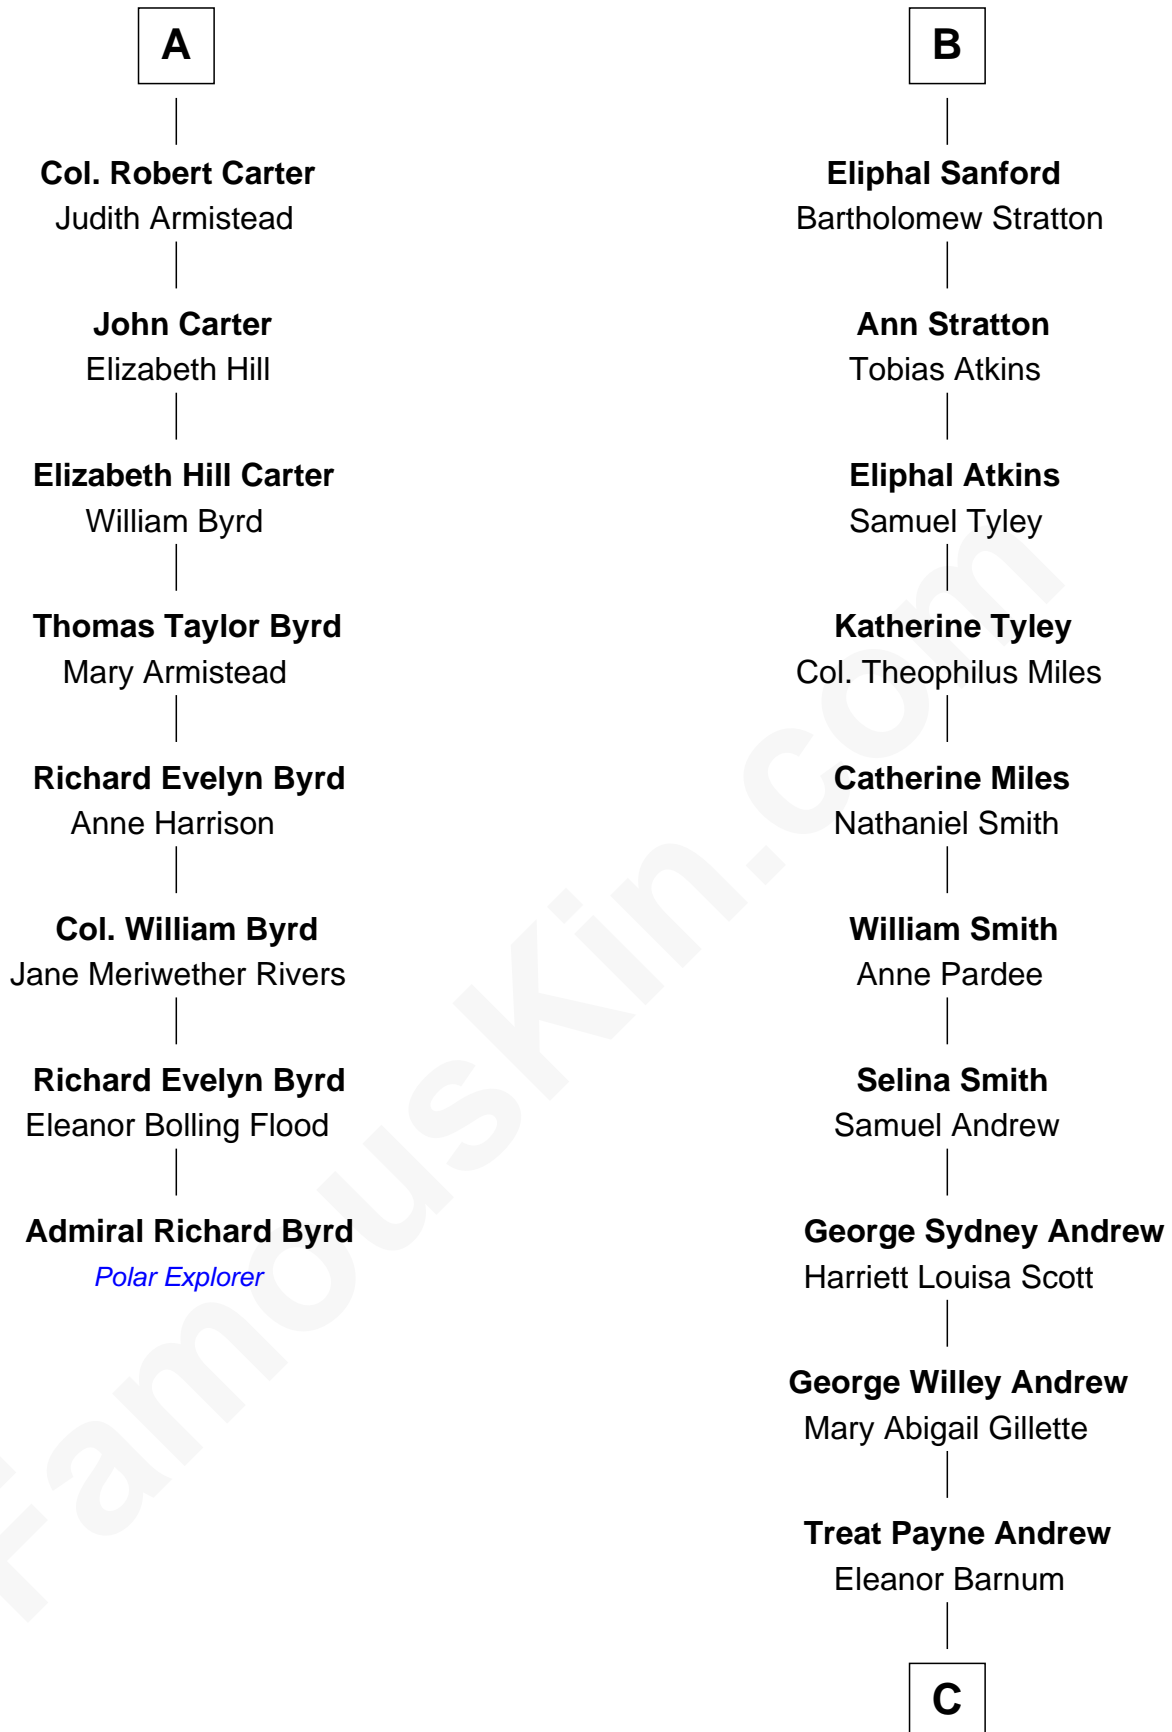 A
Col. Robert Carter
Judith Armistead
John Carter
Elizabeth Hill
Elizabeth Hill Carter
William Byrd
Thomas Taylor Byrd
Mary Armistead
Richard Evelyn Byrd
Anne Harrison
Col. William Byrd
Jane Meriwether Rivers
Richard Evelyn Byrd
Eleanor Bolling Flood
Admiral Richard Byrd
Polar Explorer
B
Eliphal Sanford
Bartholomew Stratton
Ann Stratton
Tobias Atkins
Eliphal Atkins
Samuel Tyley
Katherine Tyley
Col. Theophilus Miles
Catherine Miles
Nathaniel Smith
William Smith
Anne Pardee
Selina Smith
Samuel Andrew
George Sydney Andrew
Harriett Louisa Scott
George Willey Andrew
Mary Abigail Gillette
Treat Payne Andrew
Eleanor Barnum
C
FamousKin.com